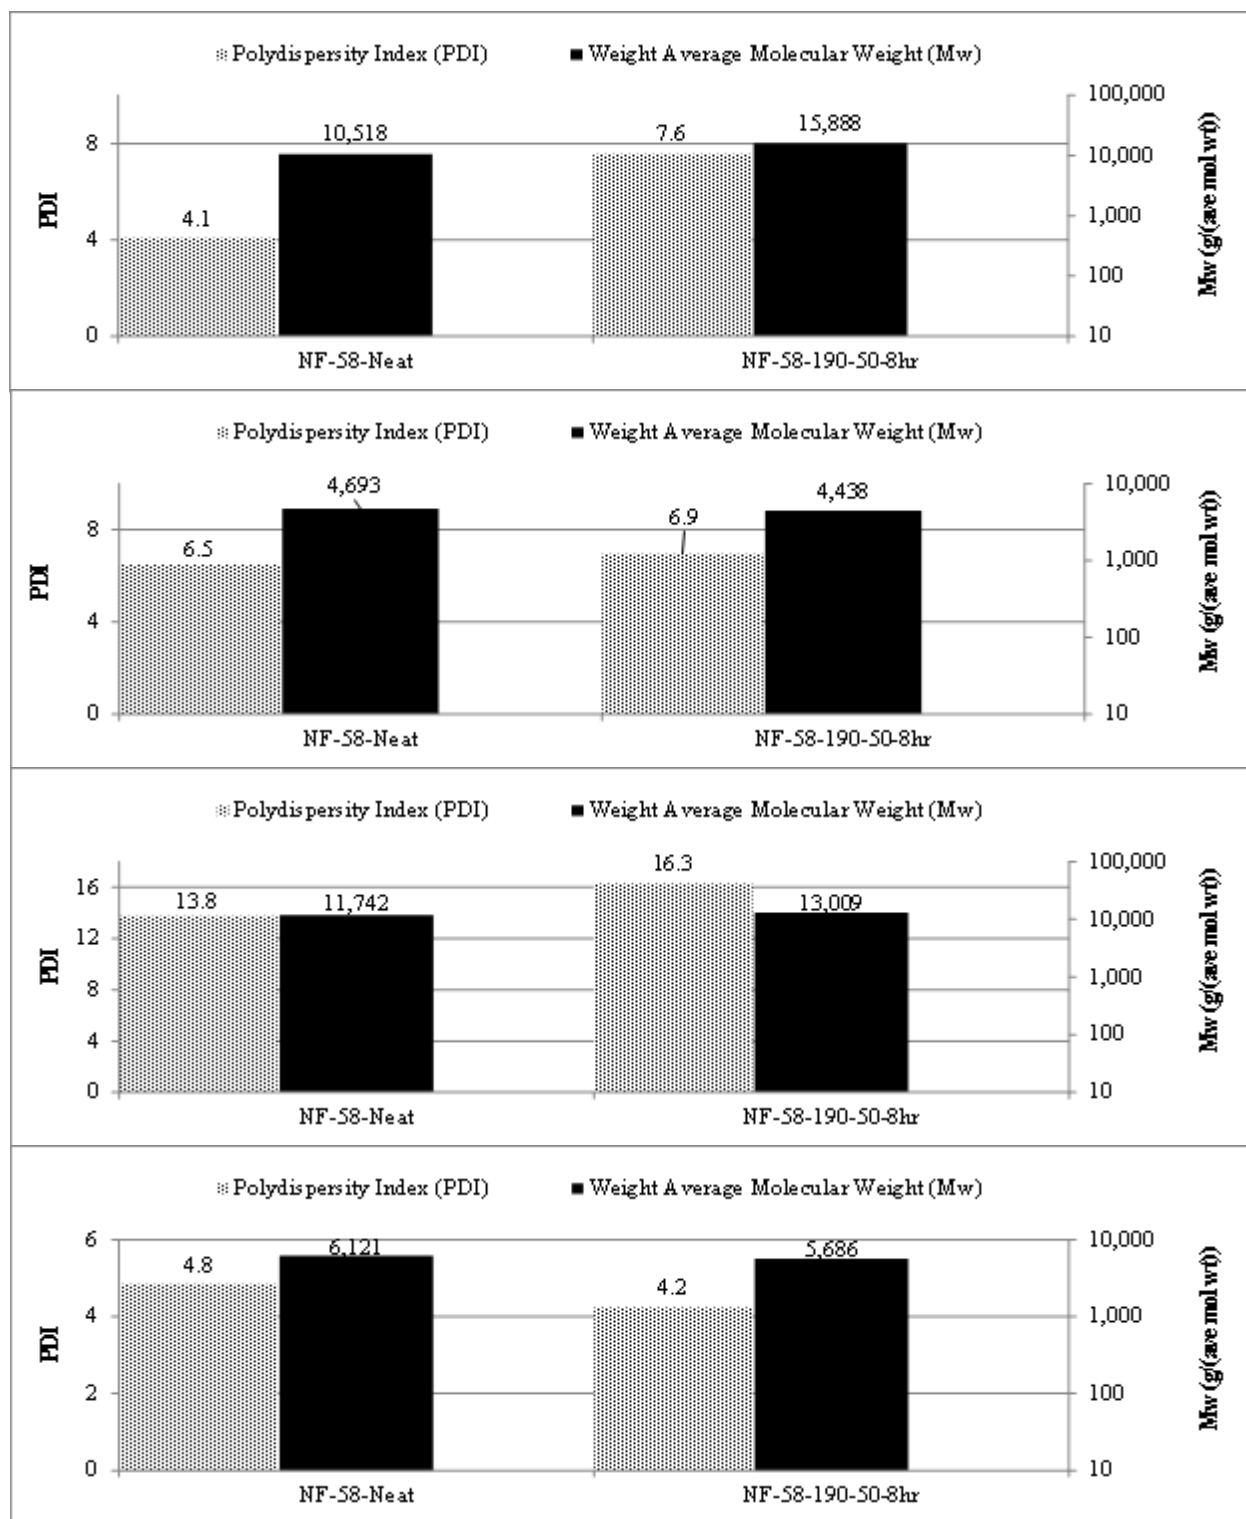 Polydispersity Index (PDI) Weight Average Molecular Weight (Mw)
100,000
10,518 7.6 15,888
8 10,000
4.1 1,000
4
100
0 10
NF-58-Neat NF-58-190-50-8hr
PDI
Mw (g/(ave mol wt))
Polydispersity Index (PDI) Weight Average Molecular Weight (Mw)
4,693 4,438 10,000
8 6.9
6.5 1,000
4 100
0 10
NF-58-Neat NF-58-190-50-8hr
PDI
Mw (g/(ave mol wt))
Polydispersity Index (PDI) Weight Average Molecular Weight (Mw)
16.3 100,000
16
13.8 11,742 13,009
12 10,000
8 1,000
4 100
0 10
NF-58-Neat NF-58-190-50-8hr
PDI
Mw (g/(ave mol wt))
Polydispersity Index (PDI) Weight Average Molecular Weight (Mw)
6 6,121 5,686 10,000
4.8 4.2
4 1,000
2 100
0 10
NF-58-Neat NF-58-190-50-8hr
PDI
Mw (g/(ave mol wt))